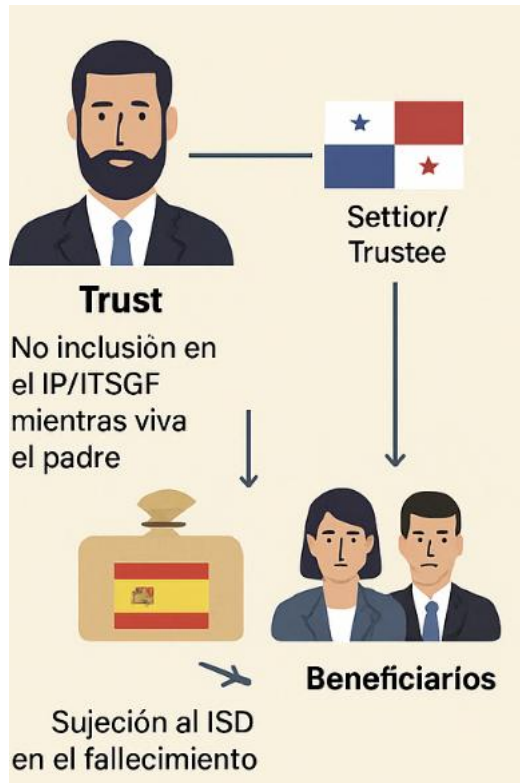 Settior/
Trustee
Trust
No inclusiòn en
el IP/ITSGF
mientras viva
el padre
Beneficiaríos
Sujeción al ISD
en el fallecimiento